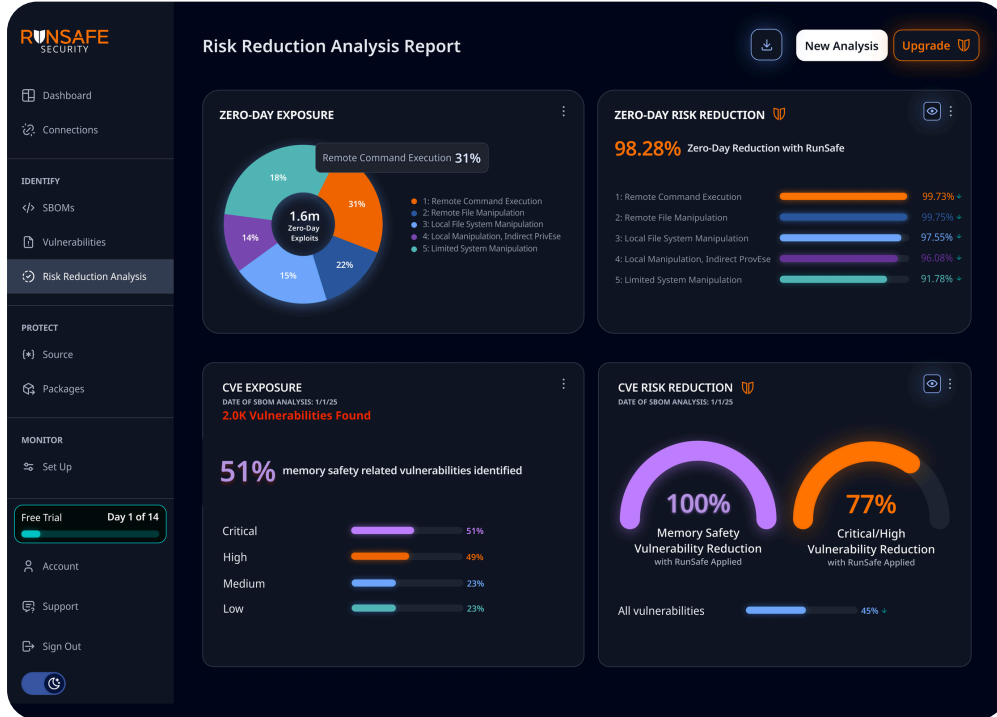 RUNSAFE
SECURITY
Dashboard
Connections
IDENTIFY
SBOMs
Vulnerabilities
Risk Reduction Analysis
PROTECT
Source
Packages
MONITOR
Set Up
Free Trial Day 1 of 14
Account
Support
Sign Out
Risk Reduction Analysis Report
New Analysis
Upgrade
ZERO-DAY EXPOSURE
Remote Command Execution 31%
18%
31%
14%
22%
15%
1.6m
Zero-Day
Exploits
1: Remote Command Execution
2: Remote File Manipulation
3: Local File System Manipulation
4: Local Manipulation, Indirect PrivEse
5: Limited System Manipulation
ZERO-DAY RISK REDUCTION
98.28% Zero-Day Reduction with RunSafe
1: Remote Command Execution 99.73%
2: Remote File Manipulation 99.75%
3: Local File System Manipulation 97.55%
4: Local Manipulation, Indirect ProvEse 96.08%
5: Limited System Manipulation 91.78%
CVE EXPOSURE
DATE OF SBOM ANALYSIS: 1/1/25
2.0K Vulnerabilities Found
51% memory safety related vulnerabilities identified
Critical 51%
High 49%
Medium 23%
Low 23%
CVE RISK REDUCTION
DATE OF SBOM ANALYSIS: 1/1/25
100%
Memory Safety
Vulnerability Reduction
with RunSafe Applied
77%
Critical/High
Vulnerability Reduction
with RunSafe Applied
All vulnerabilities 45%